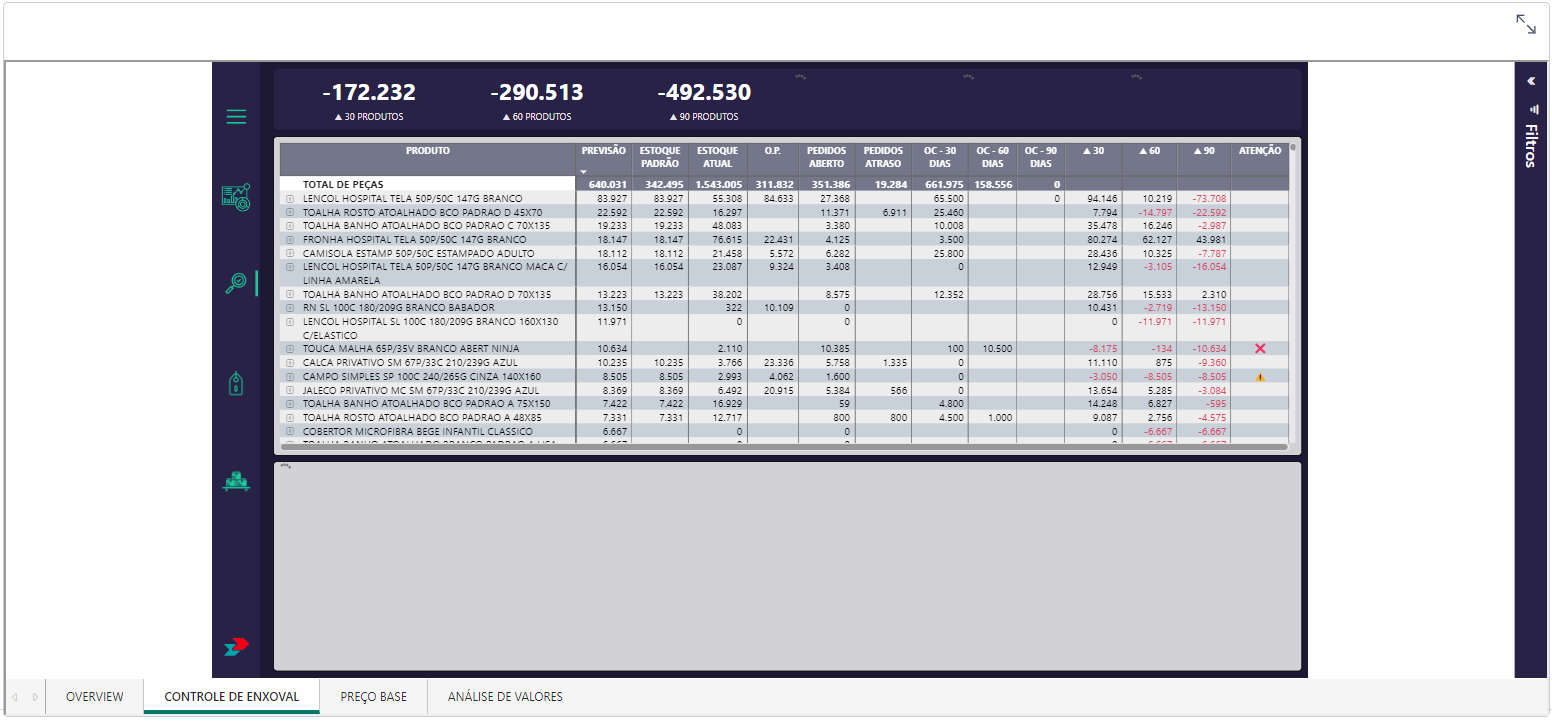 -172.232 -290.513 -492.530
▲ 30 PRODUTOS ▲ 60 PRODUTOS ▲ 90 PRODUTOS
Filtros
PRODUTO PREVISÃO ESTOQUE PADRÃO ESTOQUE ATUAL O.P. PEDIDOS ABERTO PEDIDOS ATRASO OC - 30 DIAS OC - 60 DIAS OC - 90 DIAS ▲ 30 ▲ 60 ▲ 90 ATENÇÃO
TOTAL DE PEÇAS 640.031 342.495 1.543.005 311.832 351.386 19.284 661.975 158.556 0
LENCOL HOSPITAL TELA 50P/50C 147G BRANCO 83.927 83.927 55.308 84.633 27.368 65.500 0 94.146 10.219 -73.708
TOALHA ROSTO ATOALHADO BCO PADRAO D 45X70 22.592 22.592 16.297 11.371 6.911 25.460 7.794 -14.797 -22.592
TOALHA BANHO ATOALHADO BCO PADRAO C 70X135 19.233 19.233 48.083 3.380 10.008 35.478 16.246 -2.987
FRONHA HOSPITAL TELA 50P/50C 147G BRANCO 18.147 18.147 76.615 22.431 4.125 3.500 80.274 62.127 43.981
CAMISOLA ESTAMP 50P/50C ESTAMPADO ADULTO 18.112 18.112 21.458 5.572 6.282 25.800 28.436 10.325 -7.787
LENCOL HOSPITAL TELA 50P/50C 147G BRANCO MACA C/ 16.054 16.054 23.087 9.324 3.408 0 12.949 -3.105 -16.054
LINHA AMARELA
TOALHA BANHO ATOALHADO BCO PADRAO D 70X135 13.223 13.223 38.202 8.575 12.352 28.756 15.533 2.310
RN SL 100C 180/209G BRANCO BABADOR 13.150 322 10.109 0 10.431 -2.719 -13.150
LENCOL HOSPITAL SL 100C 180/209G BRANCO 160X130 11.971 0 0 0 -11.971 -11.971
C/ELASTICO
TOUCA MALHA 65P/35V BRANCO ABERT NINJA 10.634 2.110 10.385 100 10.500 -8.175 -134 -10.634
CALCA PRIVATIVO SM 67P/33C 210/239G AZUL 10.235 10.235 3.766 23.336 5.758 1.335 0 11.110 875 -9.360
CAMPO SIMPLES SP 100C 240/265G CINZA 140X160 8.505 8.505 2.993 4.062 1.600 0 -3.050 -8.505 -8.505
JALECO PRIVATIVO MC SM 67P/33C 210/239G AZUL 8.369 8.369 6.492 20.915 5.384 566 0 13.654 5.285 -3.084
TOALHA BANHO ATOALHADO BCO PADRAO A 75X150 7.422 7.422 16.929 59 4.800 14.248 6.827 -595
TOALHA ROSTO ATOALHADO BCO PADRAO A 48X85 7.331 7.331 12.717 800 800 4.500 1.000 9.087 2.756 -4.575
COBERTOR MICROFIBRA BEGE INFANTIL CLASSICO 6.667 0 0 0 -6.667 -6.667
OVERVIEW CONTROLE DE ENXOVAL PREÇO BASE ANÁLISE DE VALORES